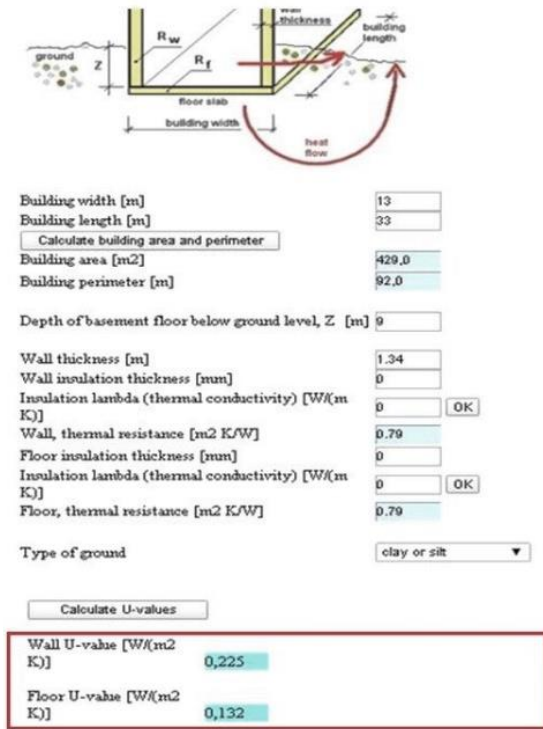 wall
thickness
building
length
R w
ground
Z
R f
floor slab
building width
heat
flow
Building width [m] 13
Building length [m] 33
Calculate building area and perimeter
Building area [m2] 429,0
Building perimeter [m] 92,0
Depth of basement floor below ground level, Z [m] 9
Wall thickness [m] 1.34
Wall insulation thickness [mm] 0
Insulation lambda (thermal conductivity) [W/(m
K)] 0 OK
Wall, thermal resistance [m2 K/W] 0.79
Floor insulation thickness [mm] 0
Insulation lambda (thermal conductivity) [W/(m
K)] 0 OK
Floor, thermal resistance [m2 K/W] 0.79
Type of ground clay or silt
Calculate U-values
Wall U-value [W/(m2
K)] 0,225
Floor U-value [W/(m2
K)] 0,132